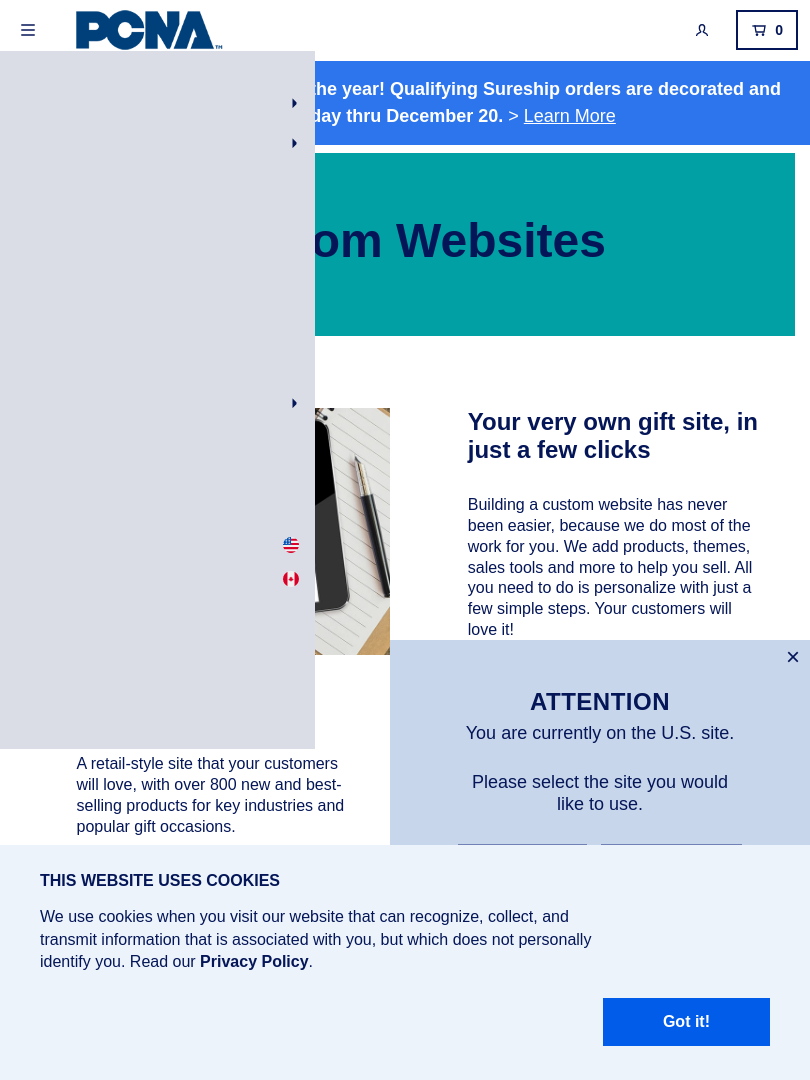 PCNA™
0
the year! Qualifying Sureship orders are decorated and
day thru December 20. > Learn More
om Websites
Your very own gift site, in
just a few clicks
Building a custom website has never
been easier, because we do most of the
work for you. We add products, themes,
sales tools and more to help you sell. All
you need to do is personalize with just a
few simple steps. Your customers will
love it!
A retail-style site that your customers
will love, with over 800 new and best-
selling products for key industries and
popular gift occasions.
×
ATTENTION
You are currently on the U.S. site.
Please select the site you would
like to use.
THIS WEBSITE USES COOKIES
We use cookies when you visit our website that can recognize, collect, and
transmit information that is associated with you, but which does not personally
identify you. Read our Privacy Policy.
Got it!